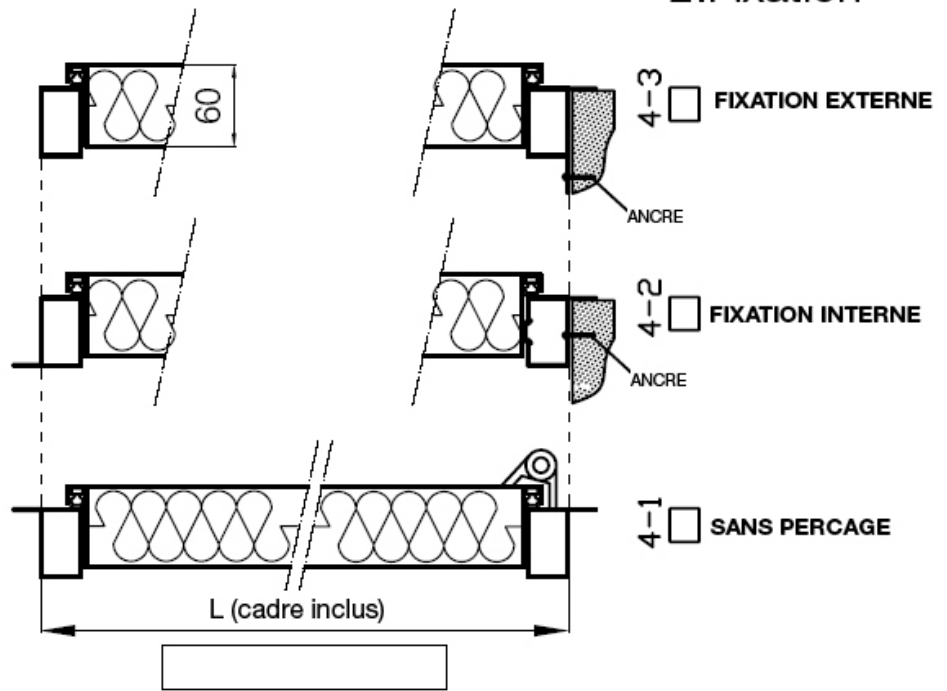 60
4-3 FIXATION EXTERNE
ANCRE
4-2 FIXATION INTERNE
ANCRE
4-1 SANS PERCAGE
L (cadre inclus)